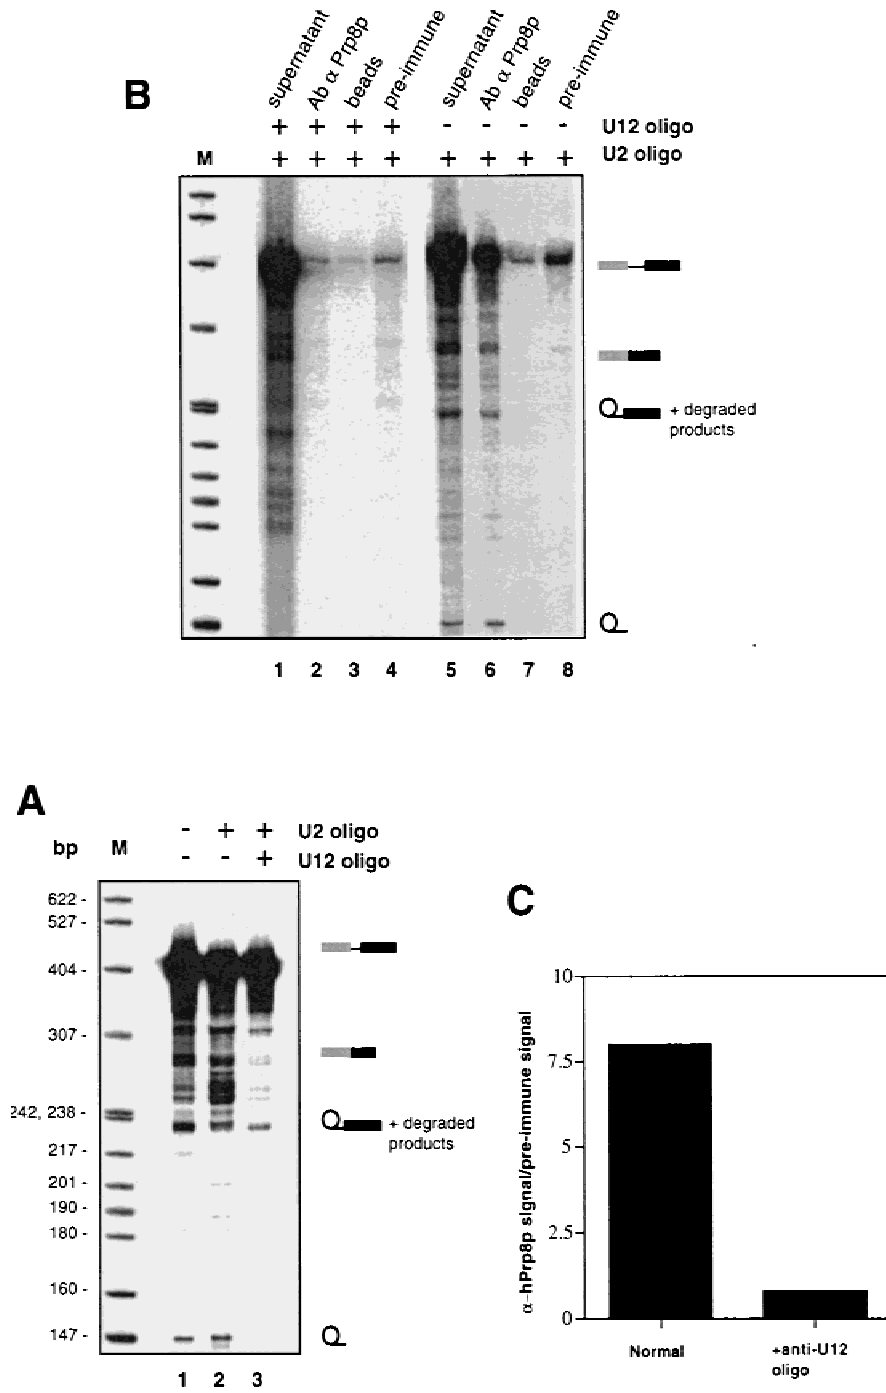 B
supernatant Ab α Prp8p beads pre-immune supernatant Ab α Prp8p beads pre-immune
+ + + + - - - - U12 oligo
M + + + + + + + + U2 oligo
+ degraded
products
1 2 3 4 5 6 7 8
A
- + + U2 oligo
bp M - - + U12 oligo
622 -
527 -
404 -
307 -
242, 238 -
+ degraded
products
217 -
201 -
190 -
180 -
160 -
147 -
1 2 3
C
α-hPrp8p signal/pre-immune signal
10
7.5
5
2.5
0
Normal +anti-U12
oligo